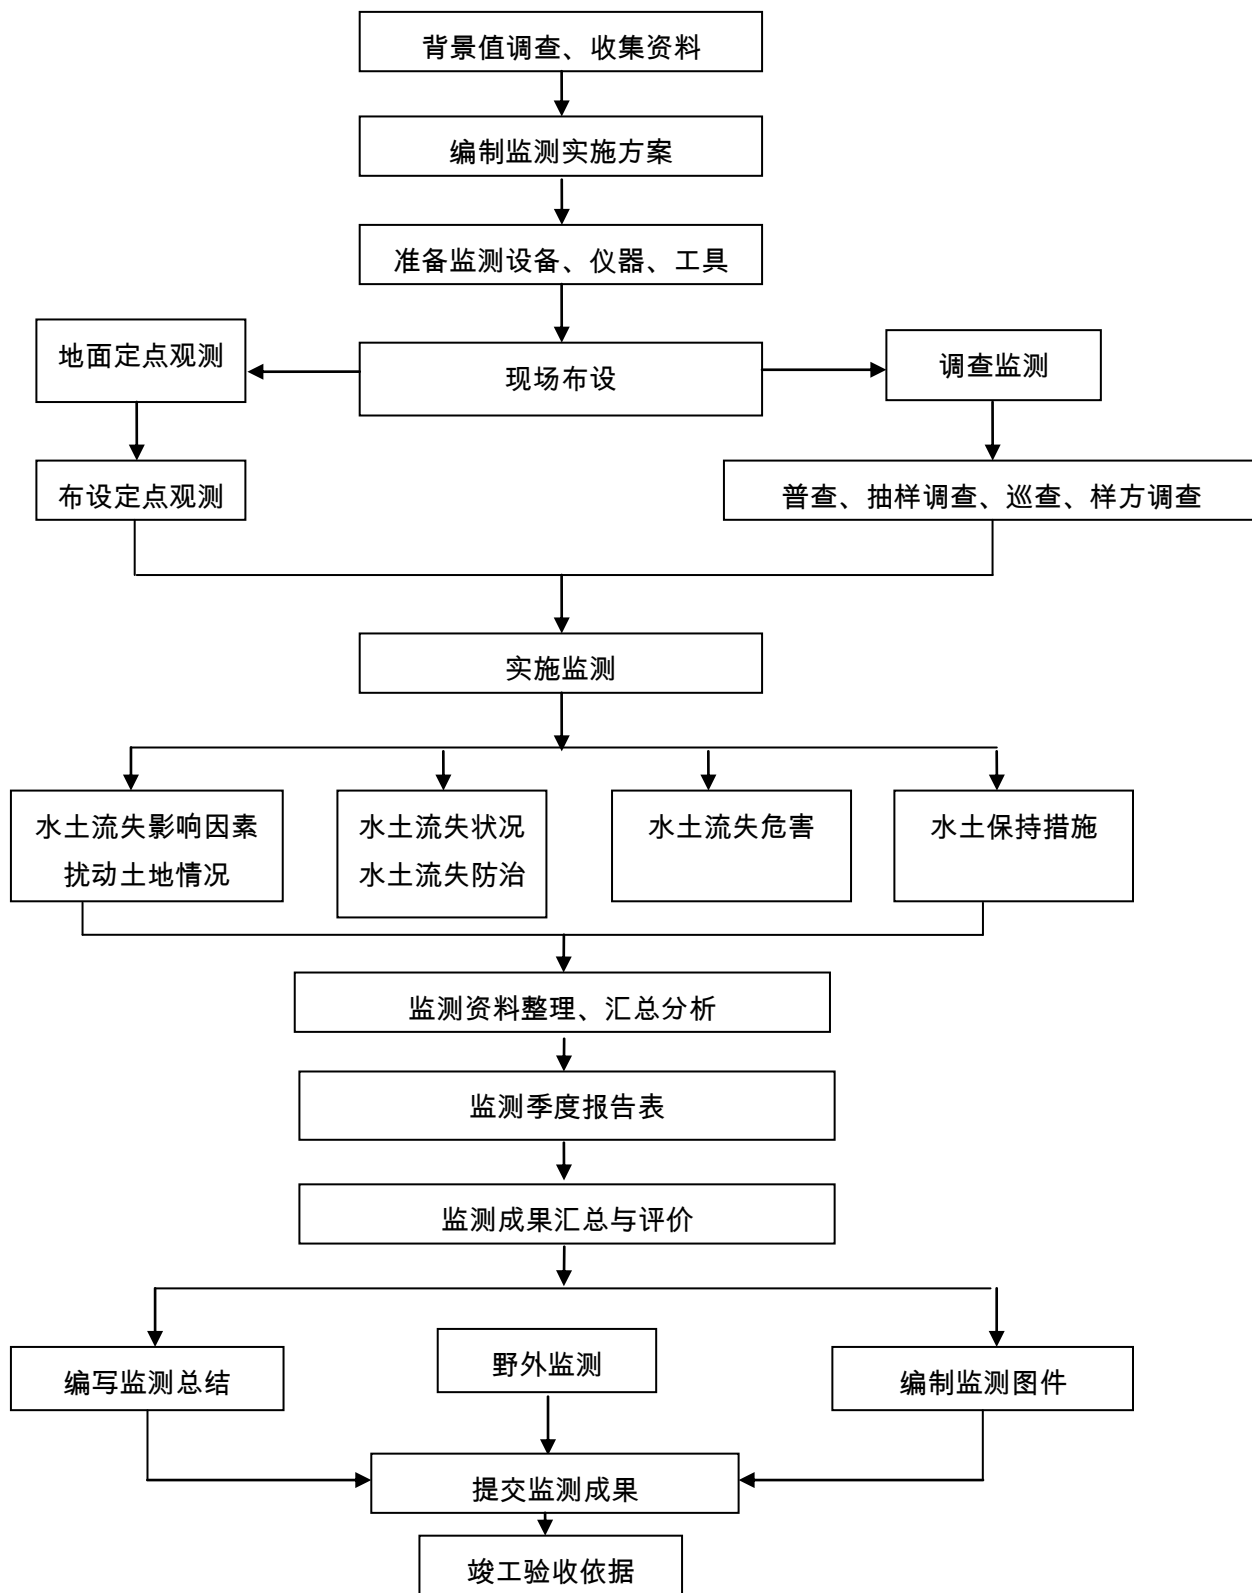 背景值调查、收集资料
编制监测实施方案
准备监测设备、仪器、工具
地面定点观测
现场布设
调查监测
布设定点观测
普查、抽样调查、巡查、样方调查
实施监测
水土流失影响因素
扰动土地情况
水土流失状况
水土流失防治
水土流失危害
水土保持措施
监测资料整理、汇总分析
监测季度报告表
监测成果汇总与评价
编写监测总结
野外监测
编制监测图件
提交监测成果
竣工验收依据